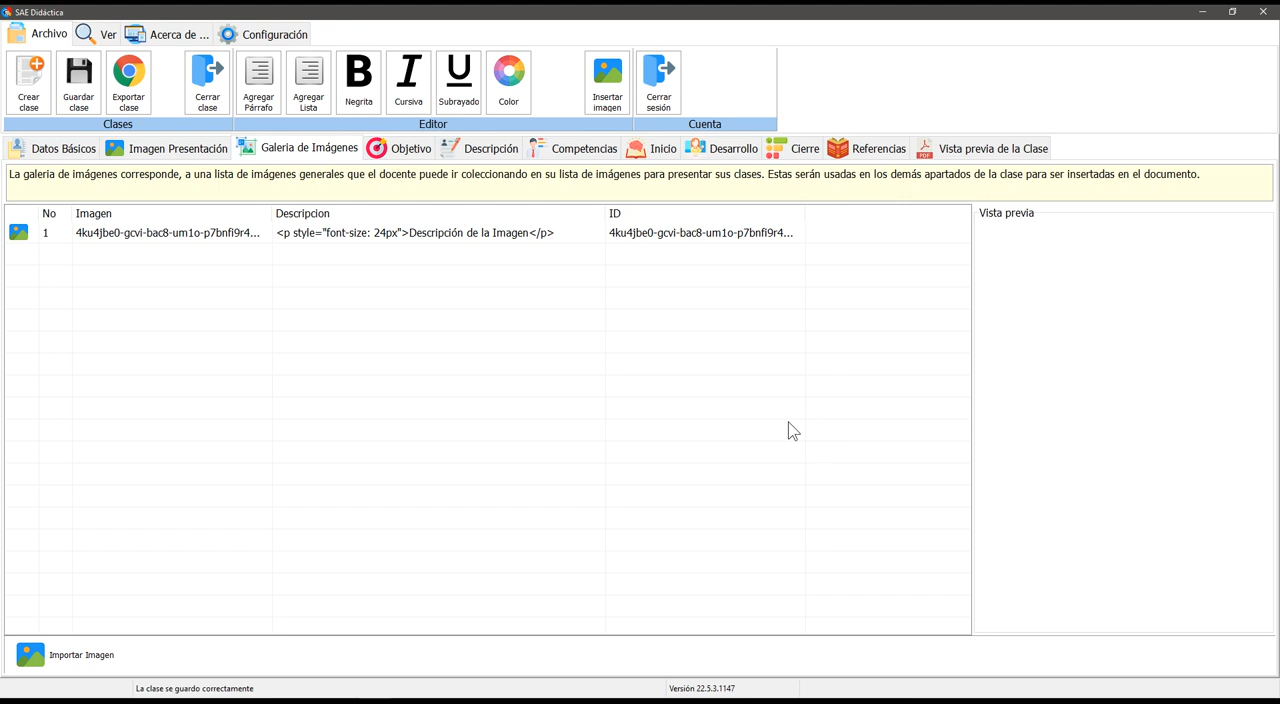 SAE Didáctica
Archivo Ver Acerca de ... Configuración
Crear clase
Guardar clase
Exportar clase
Cerrar clase
Agregar Párrafo
Agregar Lista
B Negrita
I Cursiva
U Subrayado
Color
Insertar imagen
Cerrar sesión
Clases Editor Cuenta
Datos Básicos Imagen Presentación Galeria de Imágenes Objetivo Descripción Competencias Inicio Desarrollo Cierre Referencias PDF Vista previa de la Clase
La galeria de imágenes corresponde, a una lista de imágenes generales que el docente puede ir coleccionando en su lista de imágenes para presentar sus clases. Estas serán usadas en los demás apartados de la clase para ser insertadas en el documento.
No Imagen Descripcion ID Vista previa
1 4ku4jbe0-gcvi-bac8-um1o-p7bnfi9r4... <p style="font-size: 24px">Descripción de la Imagen</p> 4ku4jbe0-gcvi-bac8-um1o-p7bnfi9r4...
Importar Imagen
La clase se guardo correctamente Versión 22.5.3.1147